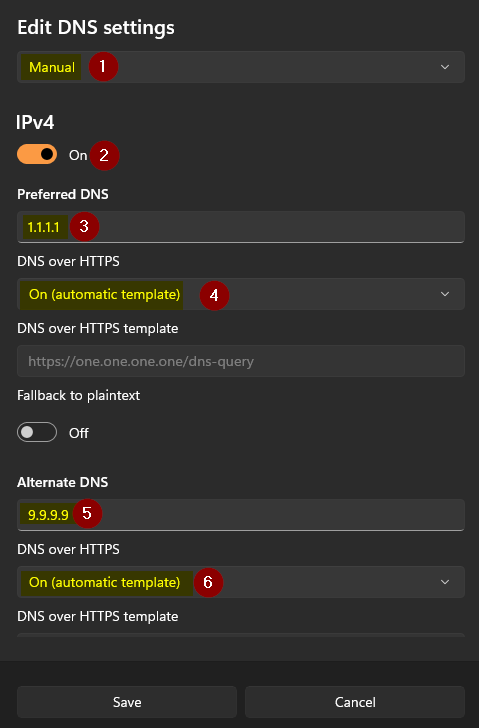 Edit DNS settings
Manual 1
IPv4
On 2
Preferred DNS
1.1.1.1 3
DNS over HTTPS
On (automatic template) 4
DNS over HTTPS template
https://one.one.one.one/dns-query
Fallback to plaintext
Off
Alternate DNS
9.9.9.9 5
DNS over HTTPS
On (automatic template) 6
DNS over HTTPS template
Save Cancel